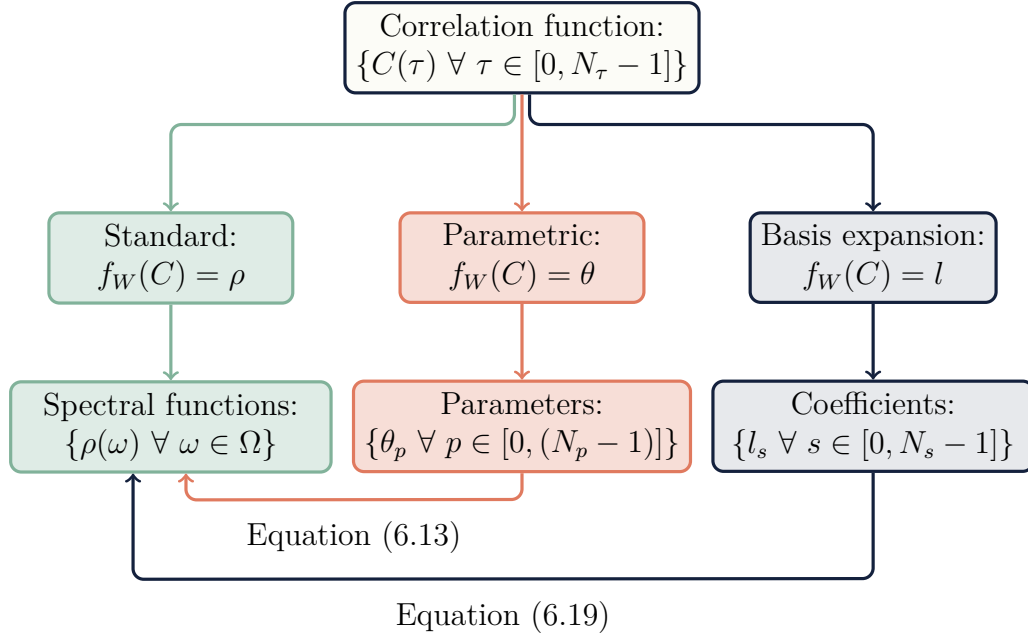 Correlation function:
{C(τ) ∀ τ ∈ [0, N_τ − 1]}
Standard:
f_W(C) = ρ
Parametric:
f_W(C) = θ
Basis expansion:
f_W(C) = l
Spectral functions:
{ρ(ω) ∀ ω ∈ Ω}
Parameters:
{θ_p ∀ p ∈ [0, (N_p − 1)]}
Coefficients:
{l_s ∀ s ∈ [0, N_s − 1]}
Equation (6.13)
Equation (6.19)